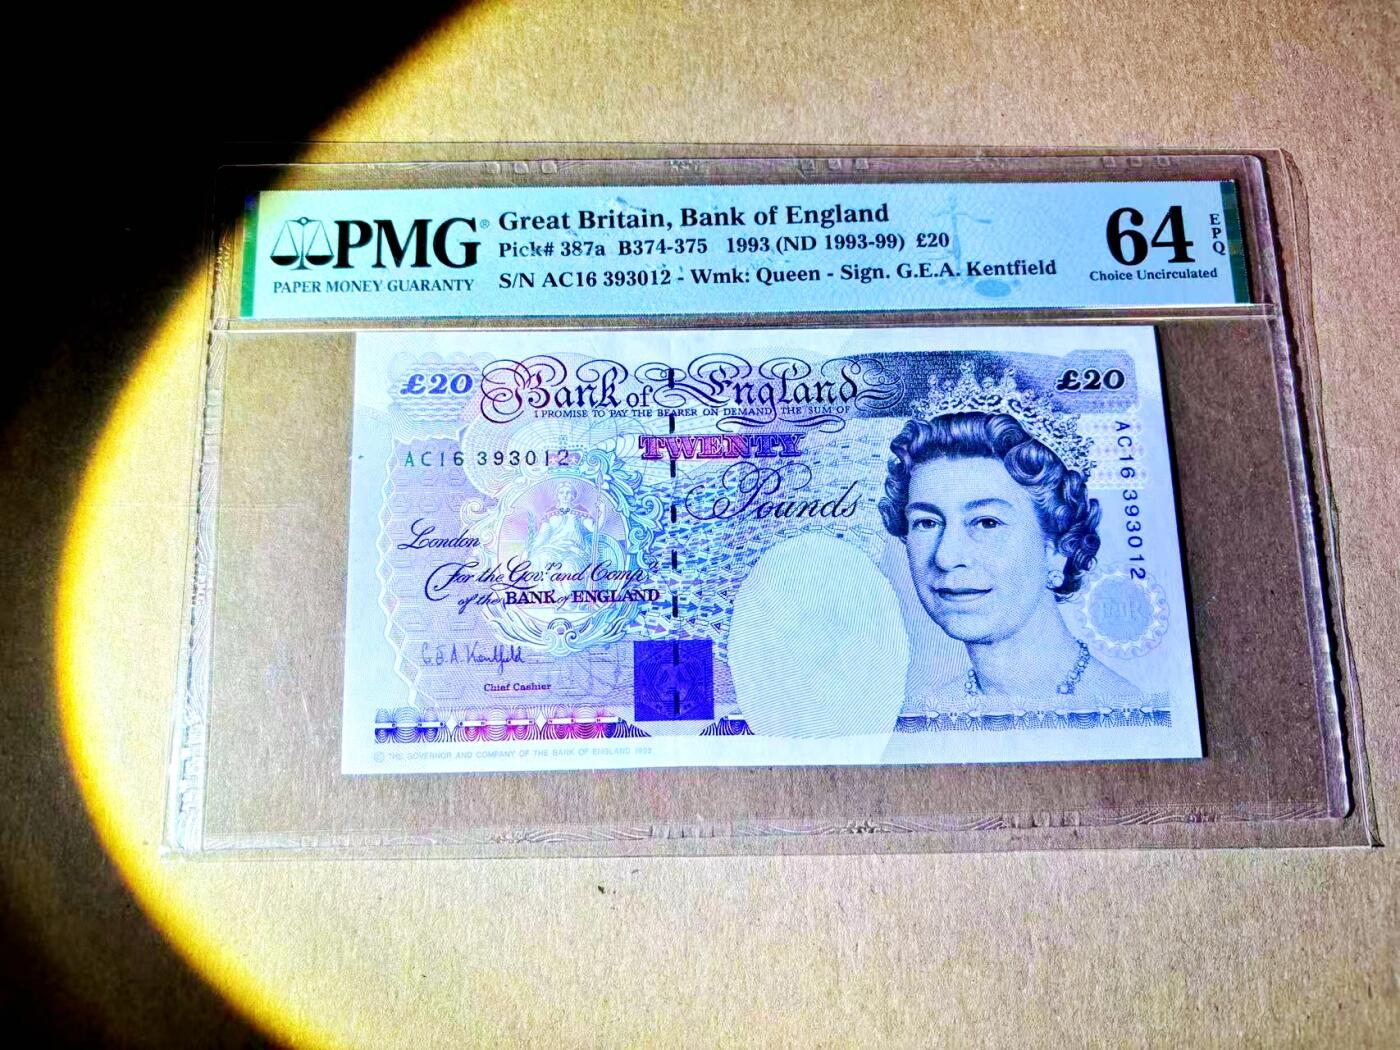 PMG®
PAPER MONEY GUARANTY
Great Britain, Bank of England
Pick# 387a B374-375 1993 (ND 1993-99) £20
S/N AC16 393012 - Wmk: Queen - Sign. G.E.A. Kentfield
64
EPQ
Choice Uncirculated
£20
Bank of England
£20
I PROMISE TO PAY THE BEARER ON DEMAND THE SUM OF
TWENTY
AC16 393012
Pounds
AC16 393012
London
For the Govr. and Compa.
of the BANK of ENGLAND
G E A Kentfield
Chief Cashier
© THE GOVERNOR AND COMPANY OF THE BANK OF ENGLAND 1993